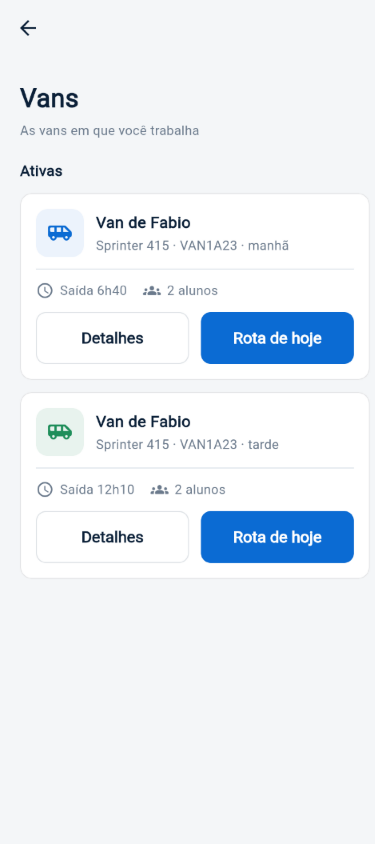 Vans
As vans em que você trabalha
Ativas
Van de Fabio
Sprinter 415 · VAN1A23 · manhã
Saída 6h40 2 alunos
Detalhes Rota de hoje
Van de Fabio
Sprinter 415 · VAN1A23 · tarde
Saída 12h10 2 alunos
Detalhes Rota de hoje